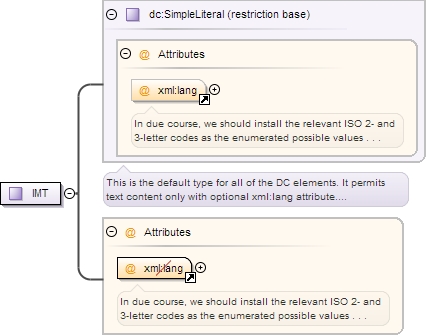 dc:SimpleLiteral (restriction base)
@ Attributes
@ xml:lang
In due course, we should install the relevant ISO 2- and
3-letter codes as the enumerated possible values . . .
IMT
This is the default type for all of the DC elements. It permits
text content only with optional xml:lang attribute....
@ Attributes
@ xml:lang
In due course, we should install the relevant ISO 2- and
3-letter codes as the enumerated possible values . . .